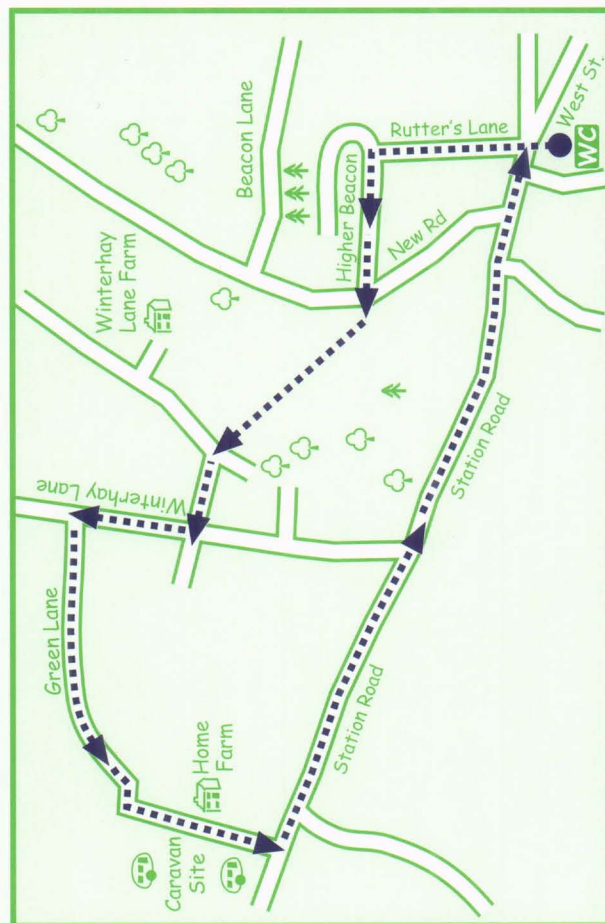 West St.
WC
Rutter's Lane
Higher Beacon
New Rd
Beacon Lane
Winterhay
Lane Farm
Winterhay Lane
Green Lane
Home
Farm
Caravan
Site
Station Road
Station Road